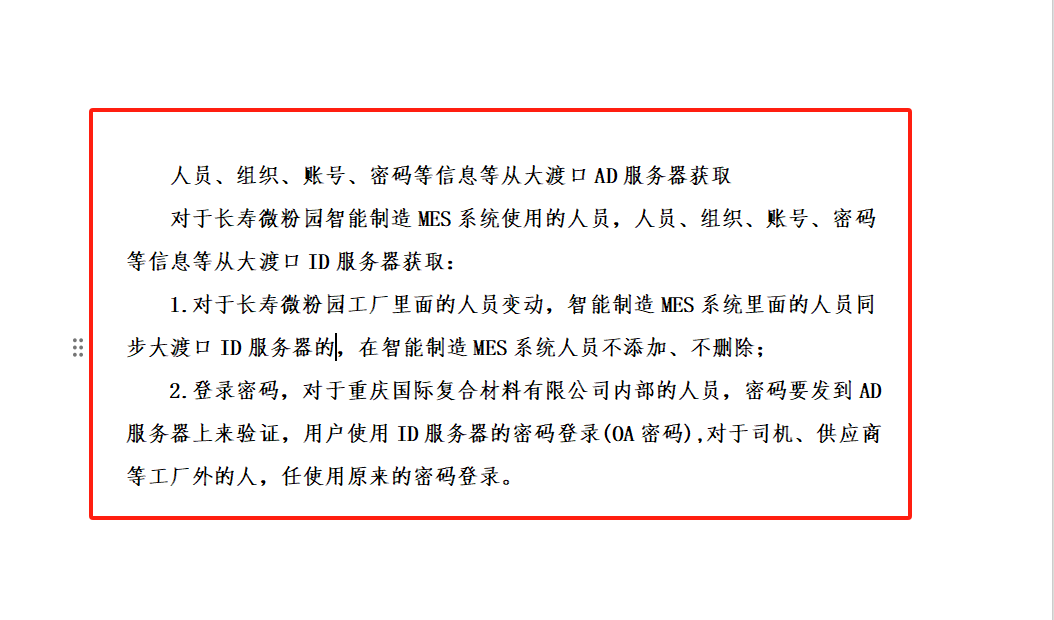 人员、组织、账号、密码等信息等从大渡口 AD 服务器获取
对于长寿微粉园智能制造 MES 系统使用的人员，人员、组织、账号、密码
等信息等从大渡口 ID 服务器获取：
1.对于长寿微粉园工厂里面的人员变动，智能制造 MES 系统里面的人员同
步大渡口 ID 服务器的，在智能制造 MES 系统人员不添加、不删除；
2.登录密码，对于重庆国际复合材料有限公司内部的人员，密码要发到 AD
服务器上来验证，用户使用 ID 服务器的密码登录(OA 密码),对于司机、供应商
等工厂外的人，任使用原来的密码登录。